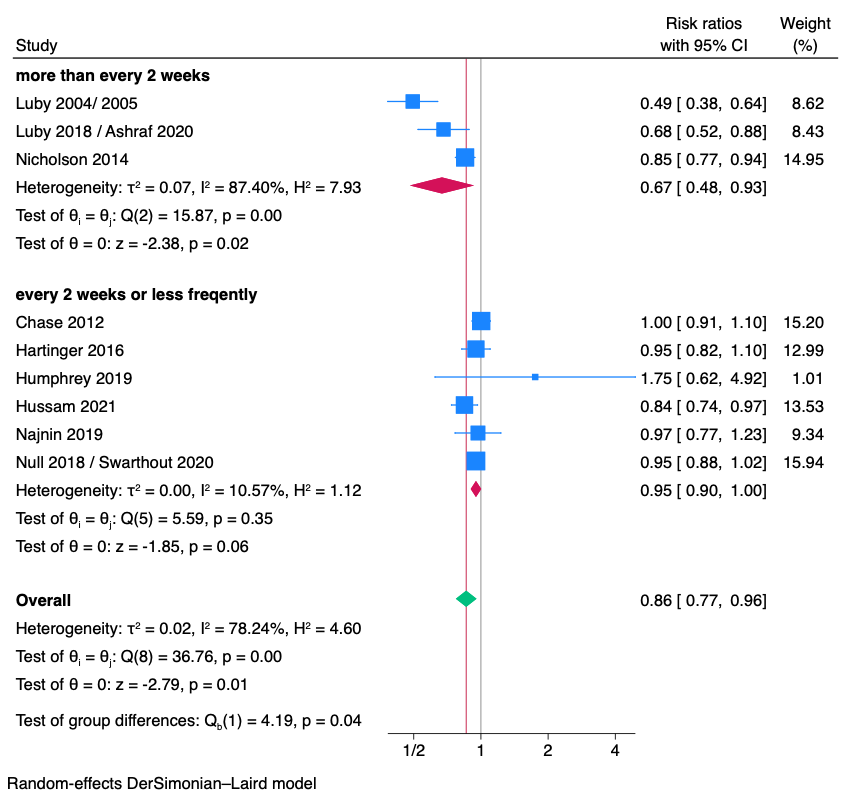 Risk ratios Weight
Study with 95% CI (%)
more than every 2 weeks
Luby 2004/ 2005 0.49 [ 0.38, 0.64] 8.62
Luby 2018 / Ashraf 2020 0.68 [ 0.52, 0.88] 8.43
Nicholson 2014 0.85 [ 0.77, 0.94] 14.95
Heterogeneity: τ² = 0.07, I² = 87.40%, H² = 7.93 0.67 [ 0.48, 0.93]
Test of θᵢ = θⱼ: Q(2) = 15.87, p = 0.00
Test of θ = 0: z = -2.38, p = 0.02
every 2 weeks or less freqently
Chase 2012 1.00 [ 0.91, 1.10] 15.20
Hartinger 2016 0.95 [ 0.82, 1.10] 12.99
Humphrey 2019 1.75 [ 0.62, 4.92] 1.01
Hussam 2021 0.84 [ 0.74, 0.97] 13.53
Najnin 2019 0.97 [ 0.77, 1.23] 9.34
Null 2018 / Swarthout 2020 0.95 [ 0.88, 1.02] 15.94
Heterogeneity: τ² = 0.00, I² = 10.57%, H² = 1.12 0.95 [ 0.90, 1.00]
Test of θᵢ = θⱼ: Q(5) = 5.59, p = 0.35
Test of θ = 0: z = -1.85, p = 0.06
Overall 0.86 [ 0.77, 0.96]
Heterogeneity: τ² = 0.02, I² = 78.24%, H² = 4.60
Test of θᵢ = θⱼ: Q(8) = 36.76, p = 0.00
Test of θ = 0: z = -2.79, p = 0.01
Test of group differences: Q_b(1) = 4.19, p = 0.04
1/2 1 2 4
Random-effects DerSimonian–Laird model